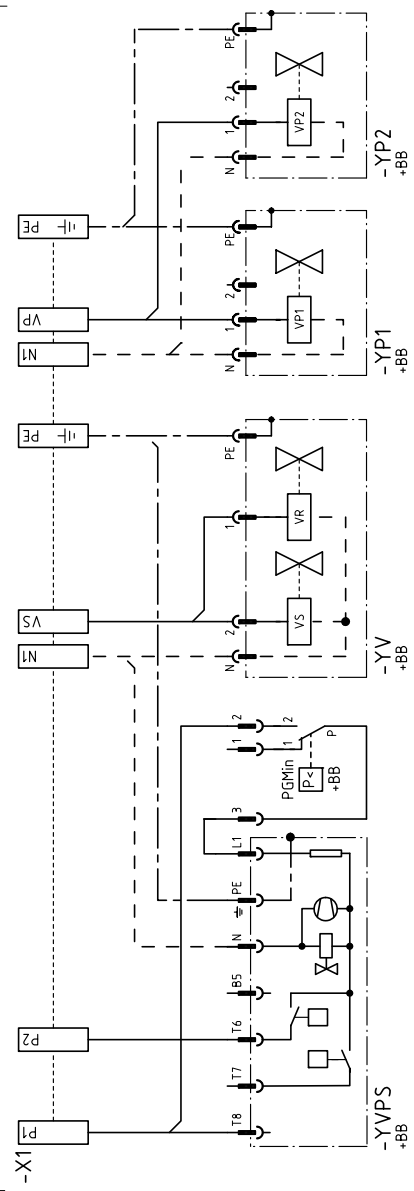 -X1
P1
P2
N1
VS
PE
N1
VP
PE
T8
T7
T6
B5
N
PE
L1
3
1
2
1
2
P
PGMin
P<
+BB
-YVPS
+BB
N
2
1
PE
VS
VR
-YV
+BB
N
1
2
PE
VP1
-YP1
+BB
N
1
2
PE
VP2
-YP2
+BB